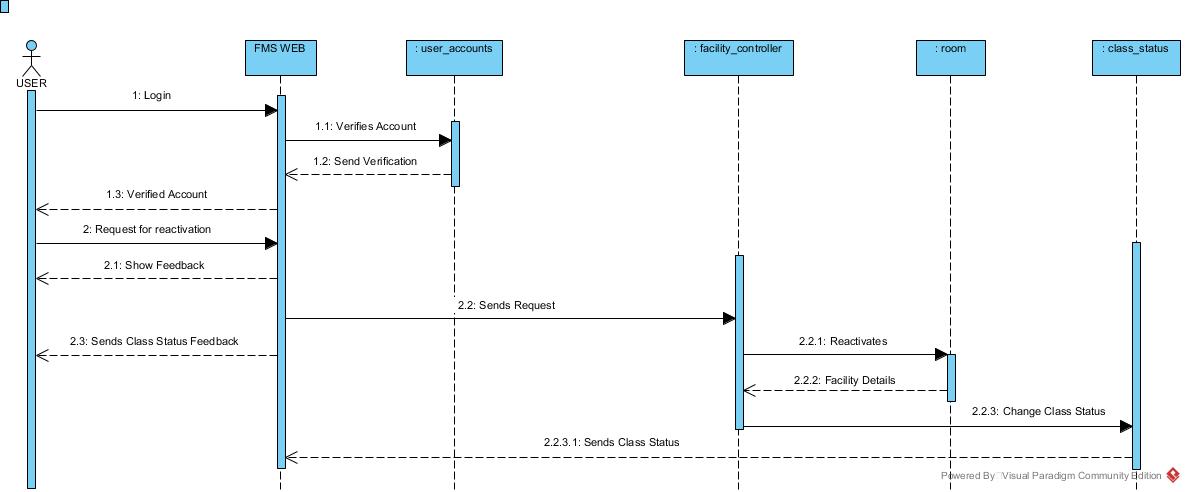 FMS WEB
: user_accounts
: facility_controller
: room
: class_status
USER
1: Login
1.1: Verifies Account
1.2: Send Verification
1.3: Verified Account
2: Request for reactivation
2.1: Show Feedback
2.2: Sends Request
2.3: Sends Class Status Feedback
2.2.1: Reactivates
2.2.2: Facility Details
2.2.3: Change Class Status
2.2.3.1: Sends Class Status
Powered By Visual Paradigm Community Edition